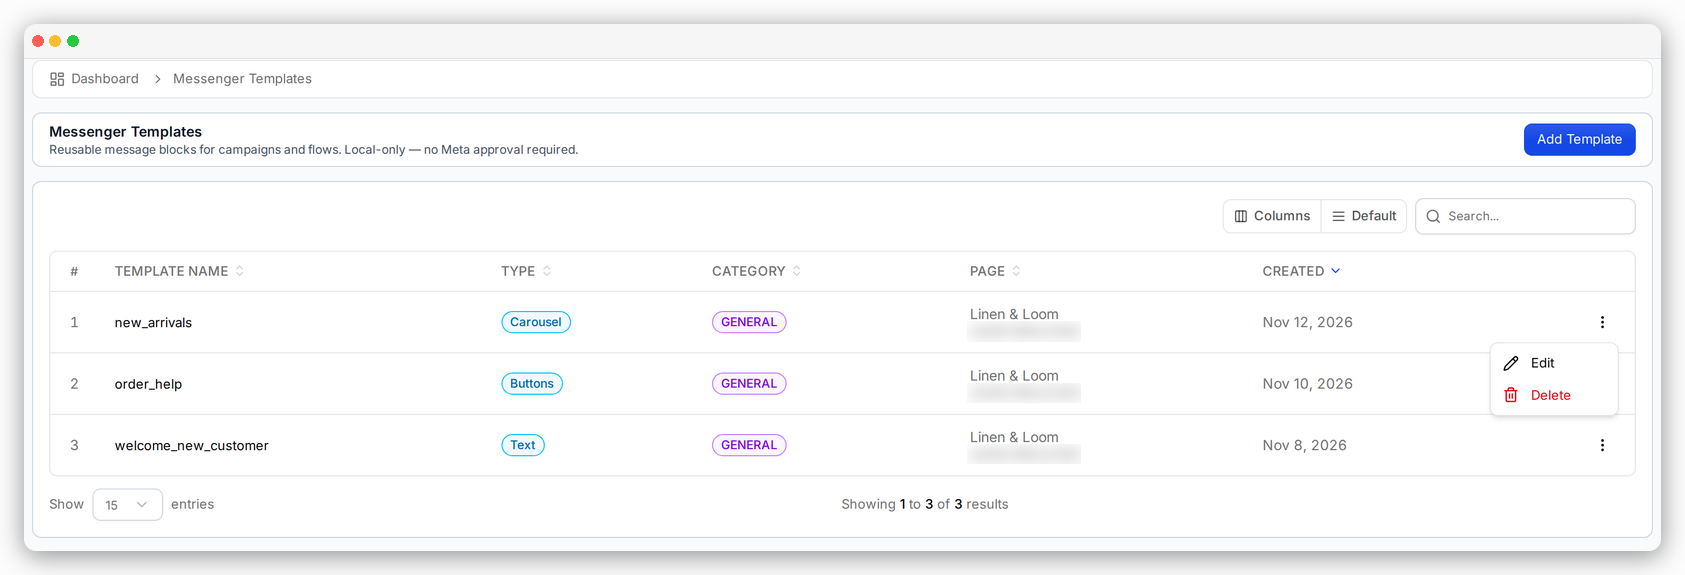 Dashboard > Messenger Templates
Messenger Templates
Reusable message blocks for campaigns and flows. Local-only — no Meta approval required.
Add Template
Columns Default Search...
# TEMPLATE NAME TYPE CATEGORY PAGE CREATED
1 new_arrivals Carousel GENERAL Linen & Loom Nov 12, 2026
Edit
2 order_help Buttons GENERAL Linen & Loom Nov 10, 2026
Delete
3 welcome_new_customer Text GENERAL Linen & Loom Nov 8, 2026
Show 15 entries Showing 1 to 3 of 3 results